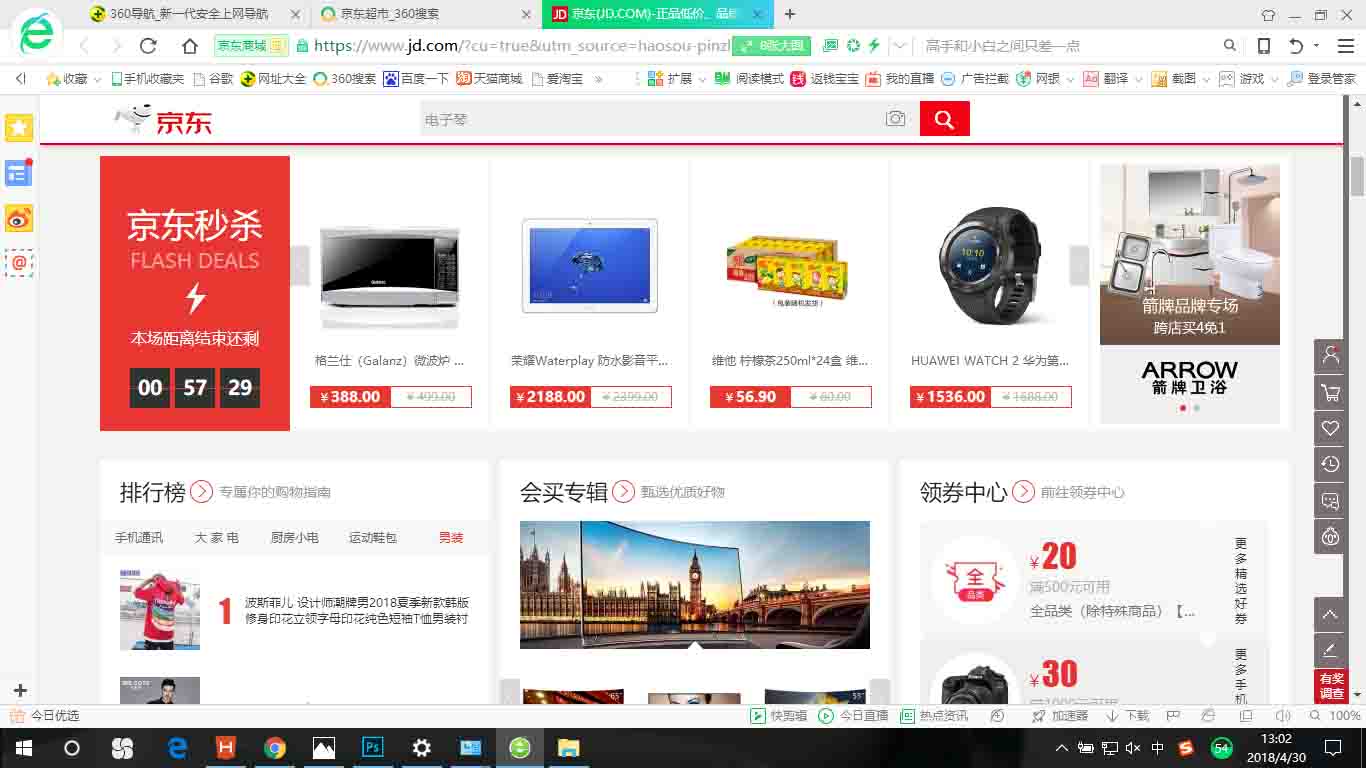 360导航_新一代安全上网导航
京东超市_360搜索
京东(JD.COM)-正品低价、品质
京东商城
证
https://www.jd.com/?cu=true&utm_source=haosou-pinzl
8张大图
高手和小白之间只差一点
收藏
手机收藏夹
谷歌
网址大全
360搜索
百度一下
天猫商城
爱淘宝
»
扩展
阅读模式
返钱宝宝
我的直播
广告拦截
网银
翻译
截图
游戏
登录管家
京东
电子琴
京东秒杀
FLASH DEALS
本场距离结束还剩
00 57 29
格兰仕（Galanz）微波炉 ...
¥388.00 ¥499.00
荣耀Waterplay 防水影音平...
¥2188.00 ¥2399.00
（包装随机发货）
维他 柠檬茶250ml*24盒 维...
¥56.90 ¥60.00
HUAWEI WATCH 2 华为第...
¥1536.00 ¥1688.00
箭牌品牌专场
跨店买4免1
ARROW
箭牌卫浴
排行榜 专属你的购物指南
手机通讯 大 家 电 厨房小电 运动鞋包 男装
1
波斯菲儿 设计师潮牌男2018夏季新款韩版
修身印花立领字母印花纯色短袖T恤男装衬
会买专辑 甄选优质好物
65"
55"
领券中心 前往领券中心
全
品类
¥20
满500元可用
全品类（除特殊商品）【...
更多精选好券
¥30
满1000元可用
更多手机
有奖
调查
今日优选
快剪辑
今日直播
热点资讯
加速器
下载
100%
中
54
13:02
2018/4/30